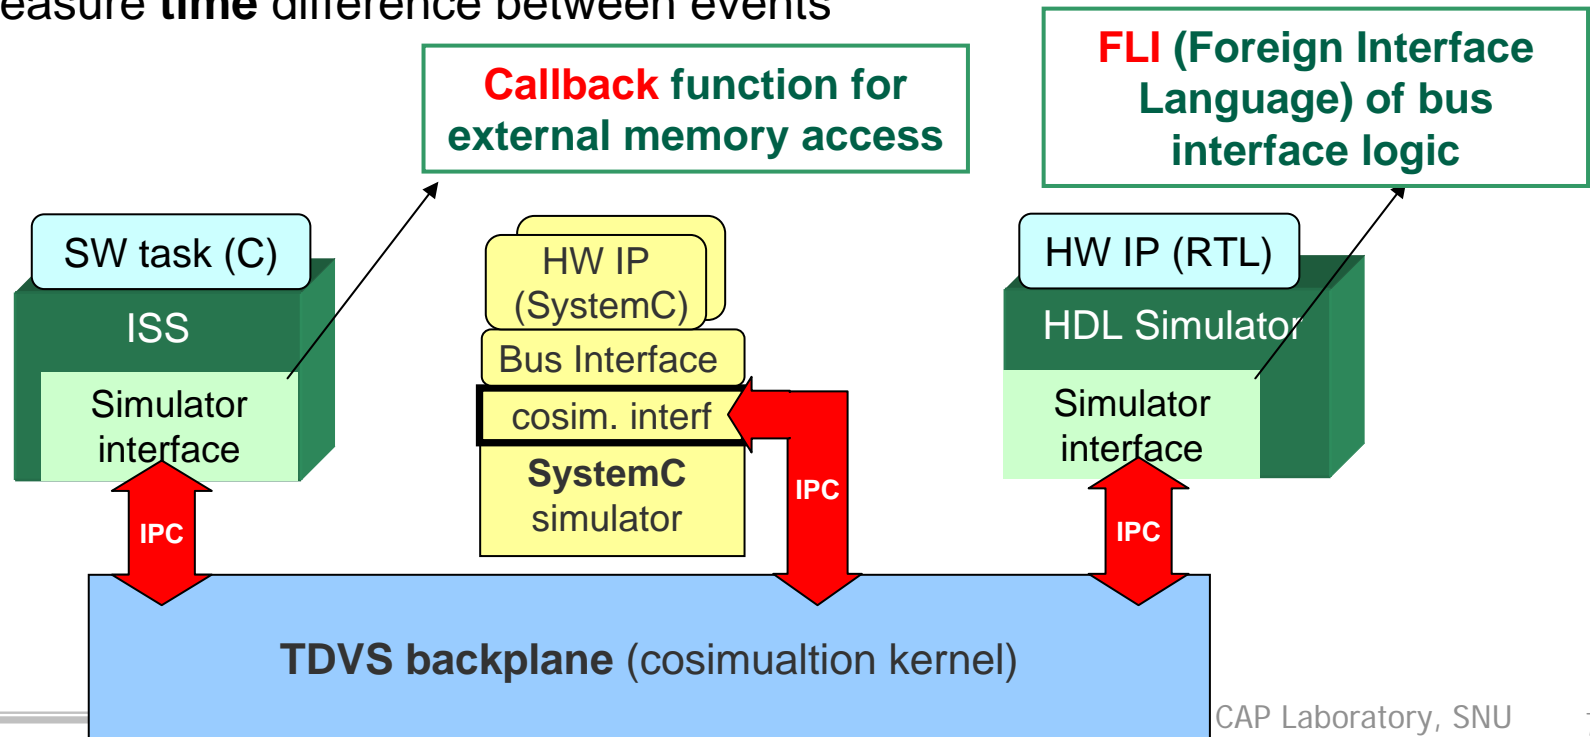 easure time difference between events
Callback function for
external memory access
FLI (Foreign Interface
Language) of bus
interface logic
SW task (C)
ISS
Simulator
interface
IPC
HW IP
(SystemC)
Bus Interface
cosim. interf
SystemC
simulator
IPC
HW IP (RTL)
HDL Simulator
Simulator
interface
IPC
TDVS backplane (cosimualtion kernel)
CAP Laboratory, SNU